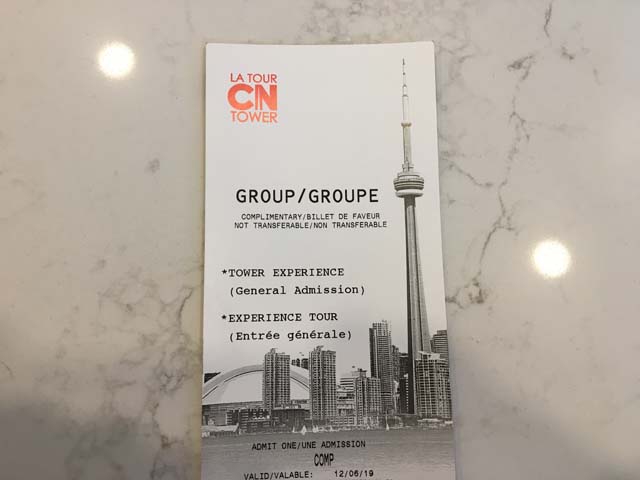 LA TOUR
CN
TOWER
GROUP/GROUPE
COMPLIMENTARY/BILLET DE FAVEUR
NOT TRANSFERABLE/NON TRANSFERABLE
*TOWER EXPERIENCE
(General Admission)
*EXPERIENCE TOUR
(Entrée générale)
ADMIT ONE/UNE ADMISSION
COMP
VALID/VALABLE: 12/06/19